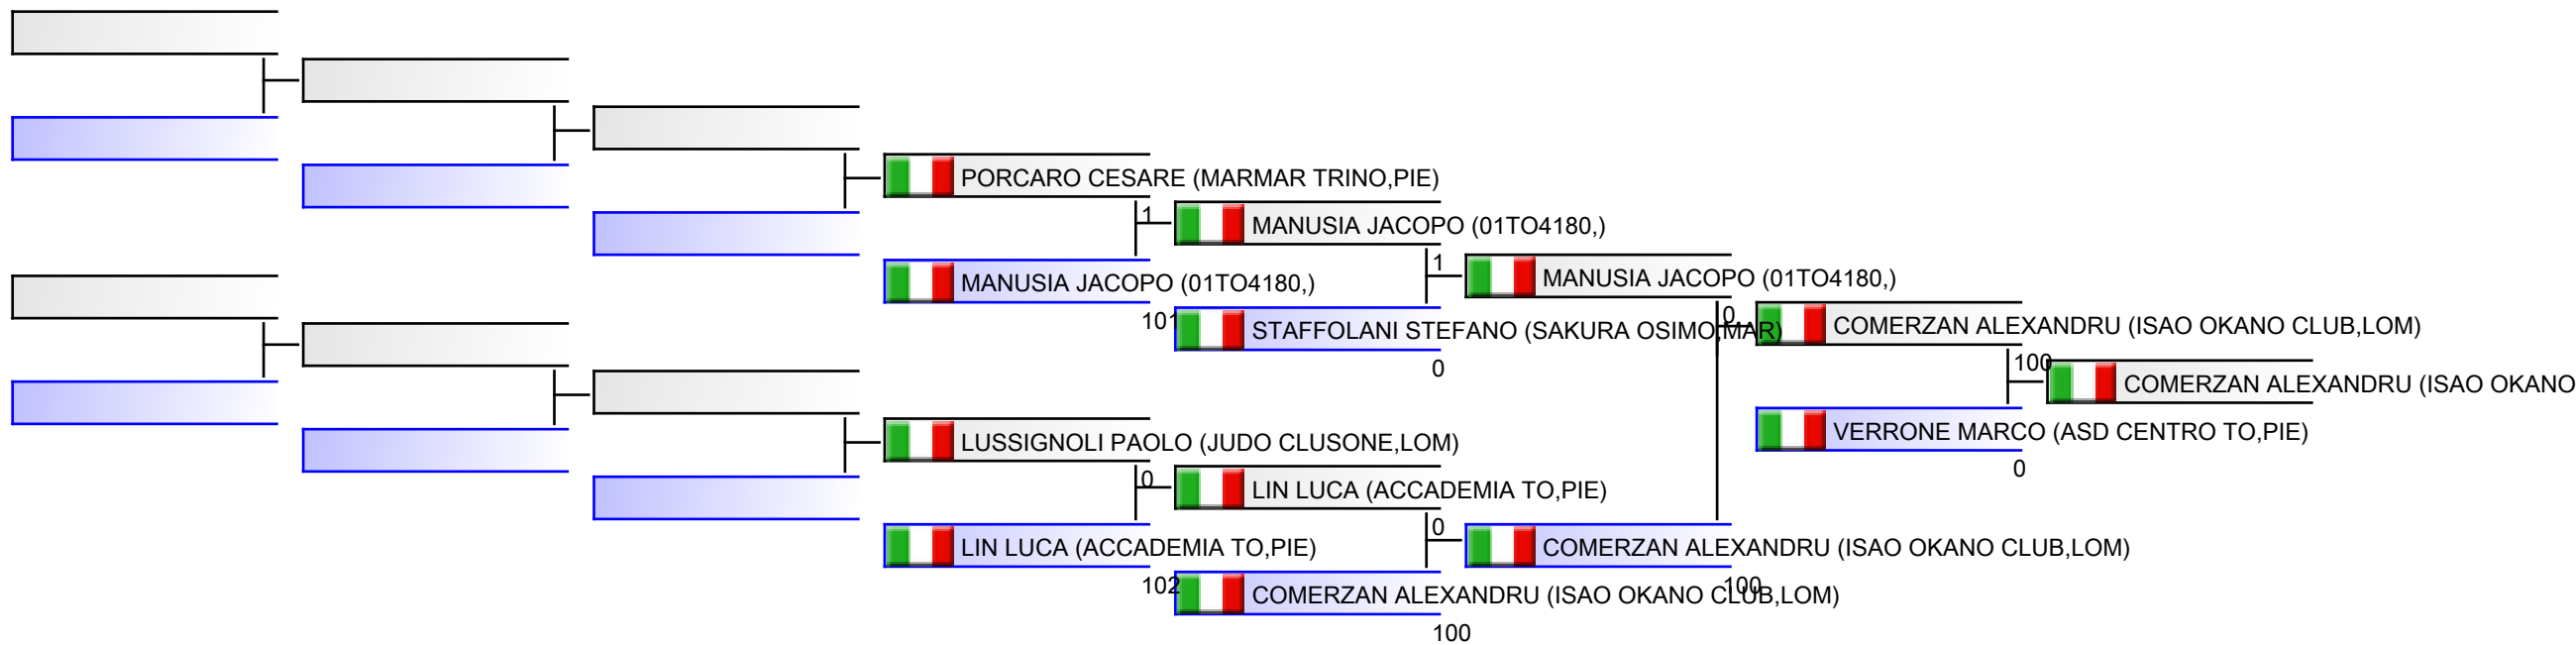 PORCARO CESARE (MARMAR TRINO,PIE)
1
MANUSIA JACOPO (01TO4180,)
MANUSIA JACOPO (01TO4180,)
101
1
MANUSIA JACOPO (01TO4180,)
STAFFOLANI STEFANO (SAKURA OSIMO,MAR)
0
0
COMERZAN ALEXANDRU (ISAO OKANO CLUB,LOM)
100
COMERZAN ALEXANDRU (ISAO OKANO
VERRONE MARCO (ASD CENTRO TO,PIE)
0
LUSSIGNOLI PAOLO (JUDO CLUSONE,LOM)
0
LIN LUCA (ACCADEMIA TO,PIE)
LIN LUCA (ACCADEMIA TO,PIE)
102
0
COMERZAN ALEXANDRU (ISAO OKANO CLUB,LOM)
100
COMERZAN ALEXANDRU (ISAO OKANO CLUB,LOM)
100